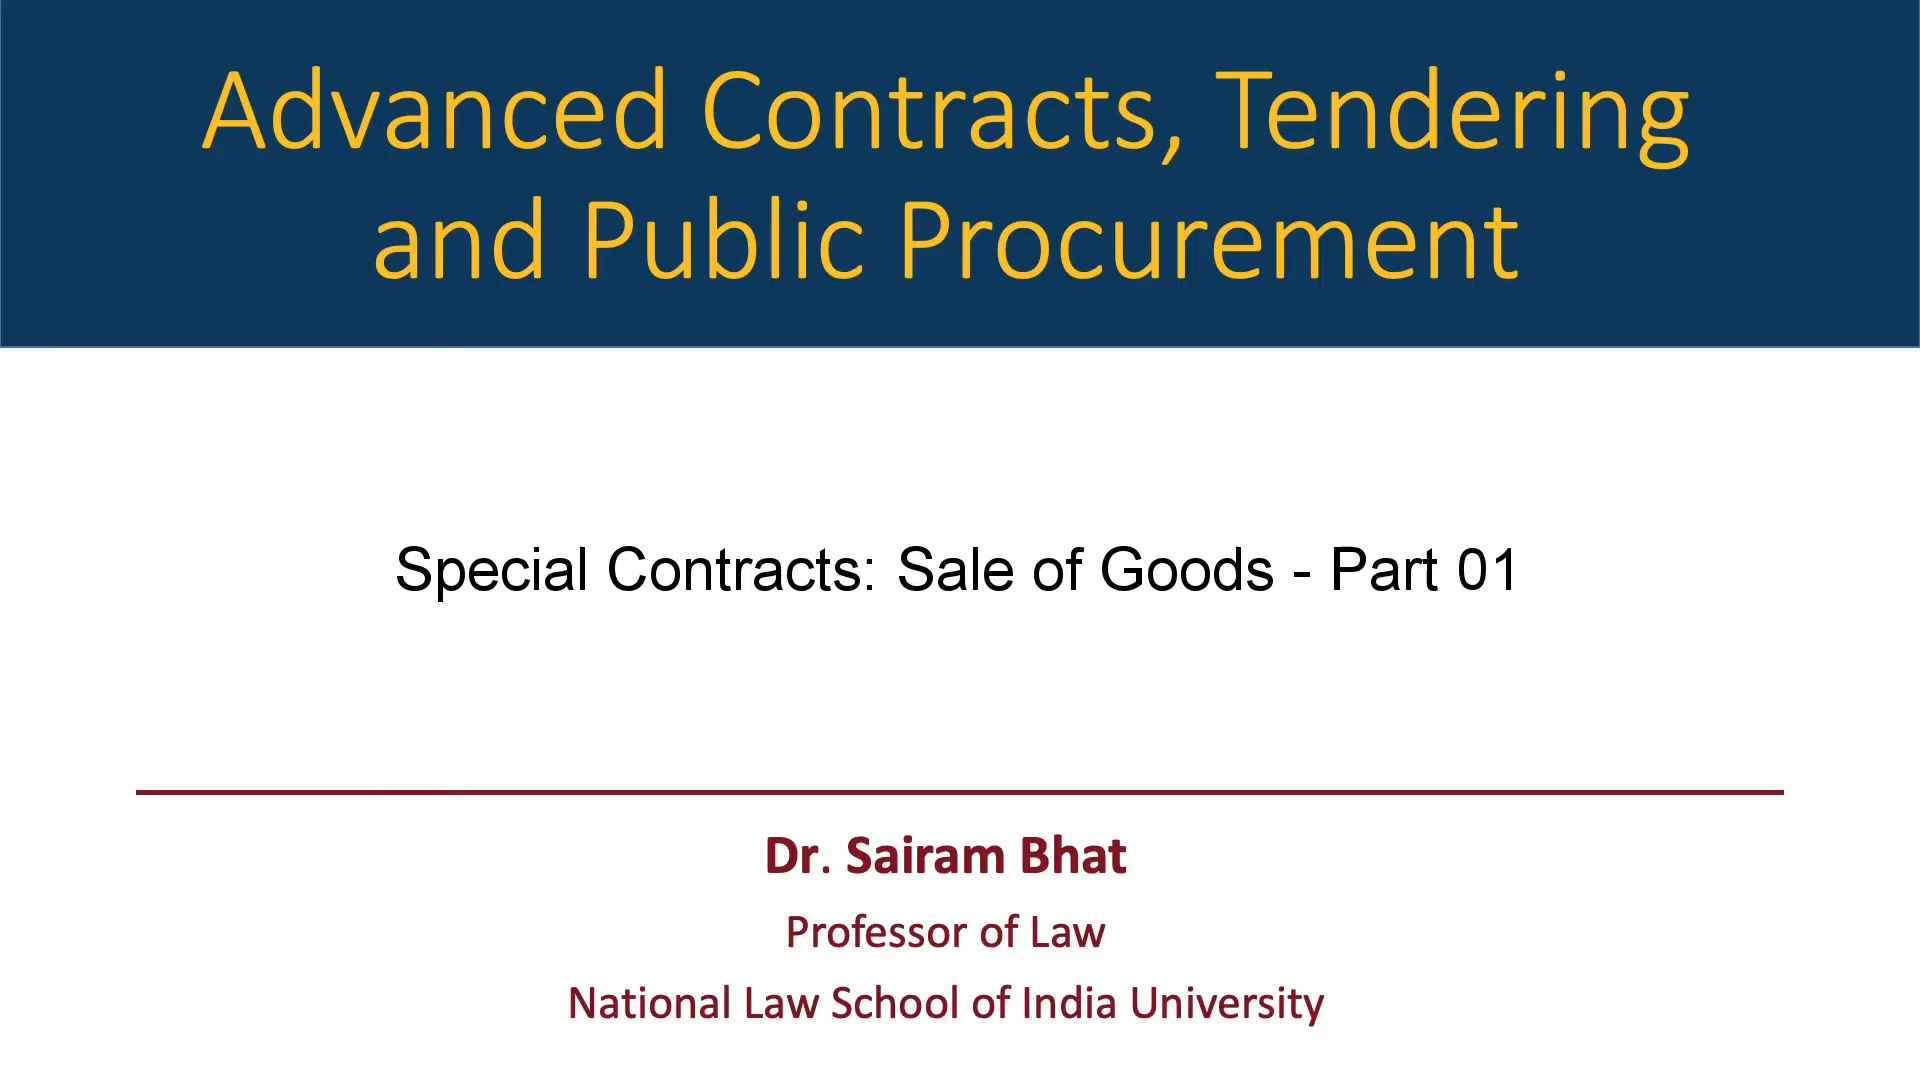 Advanced Contracts, Tendering
and Public Procurement
Special Contracts: Sale of Goods - Part 01
Dr. Sairam Bhat
Professor of Law
National Law School of India University